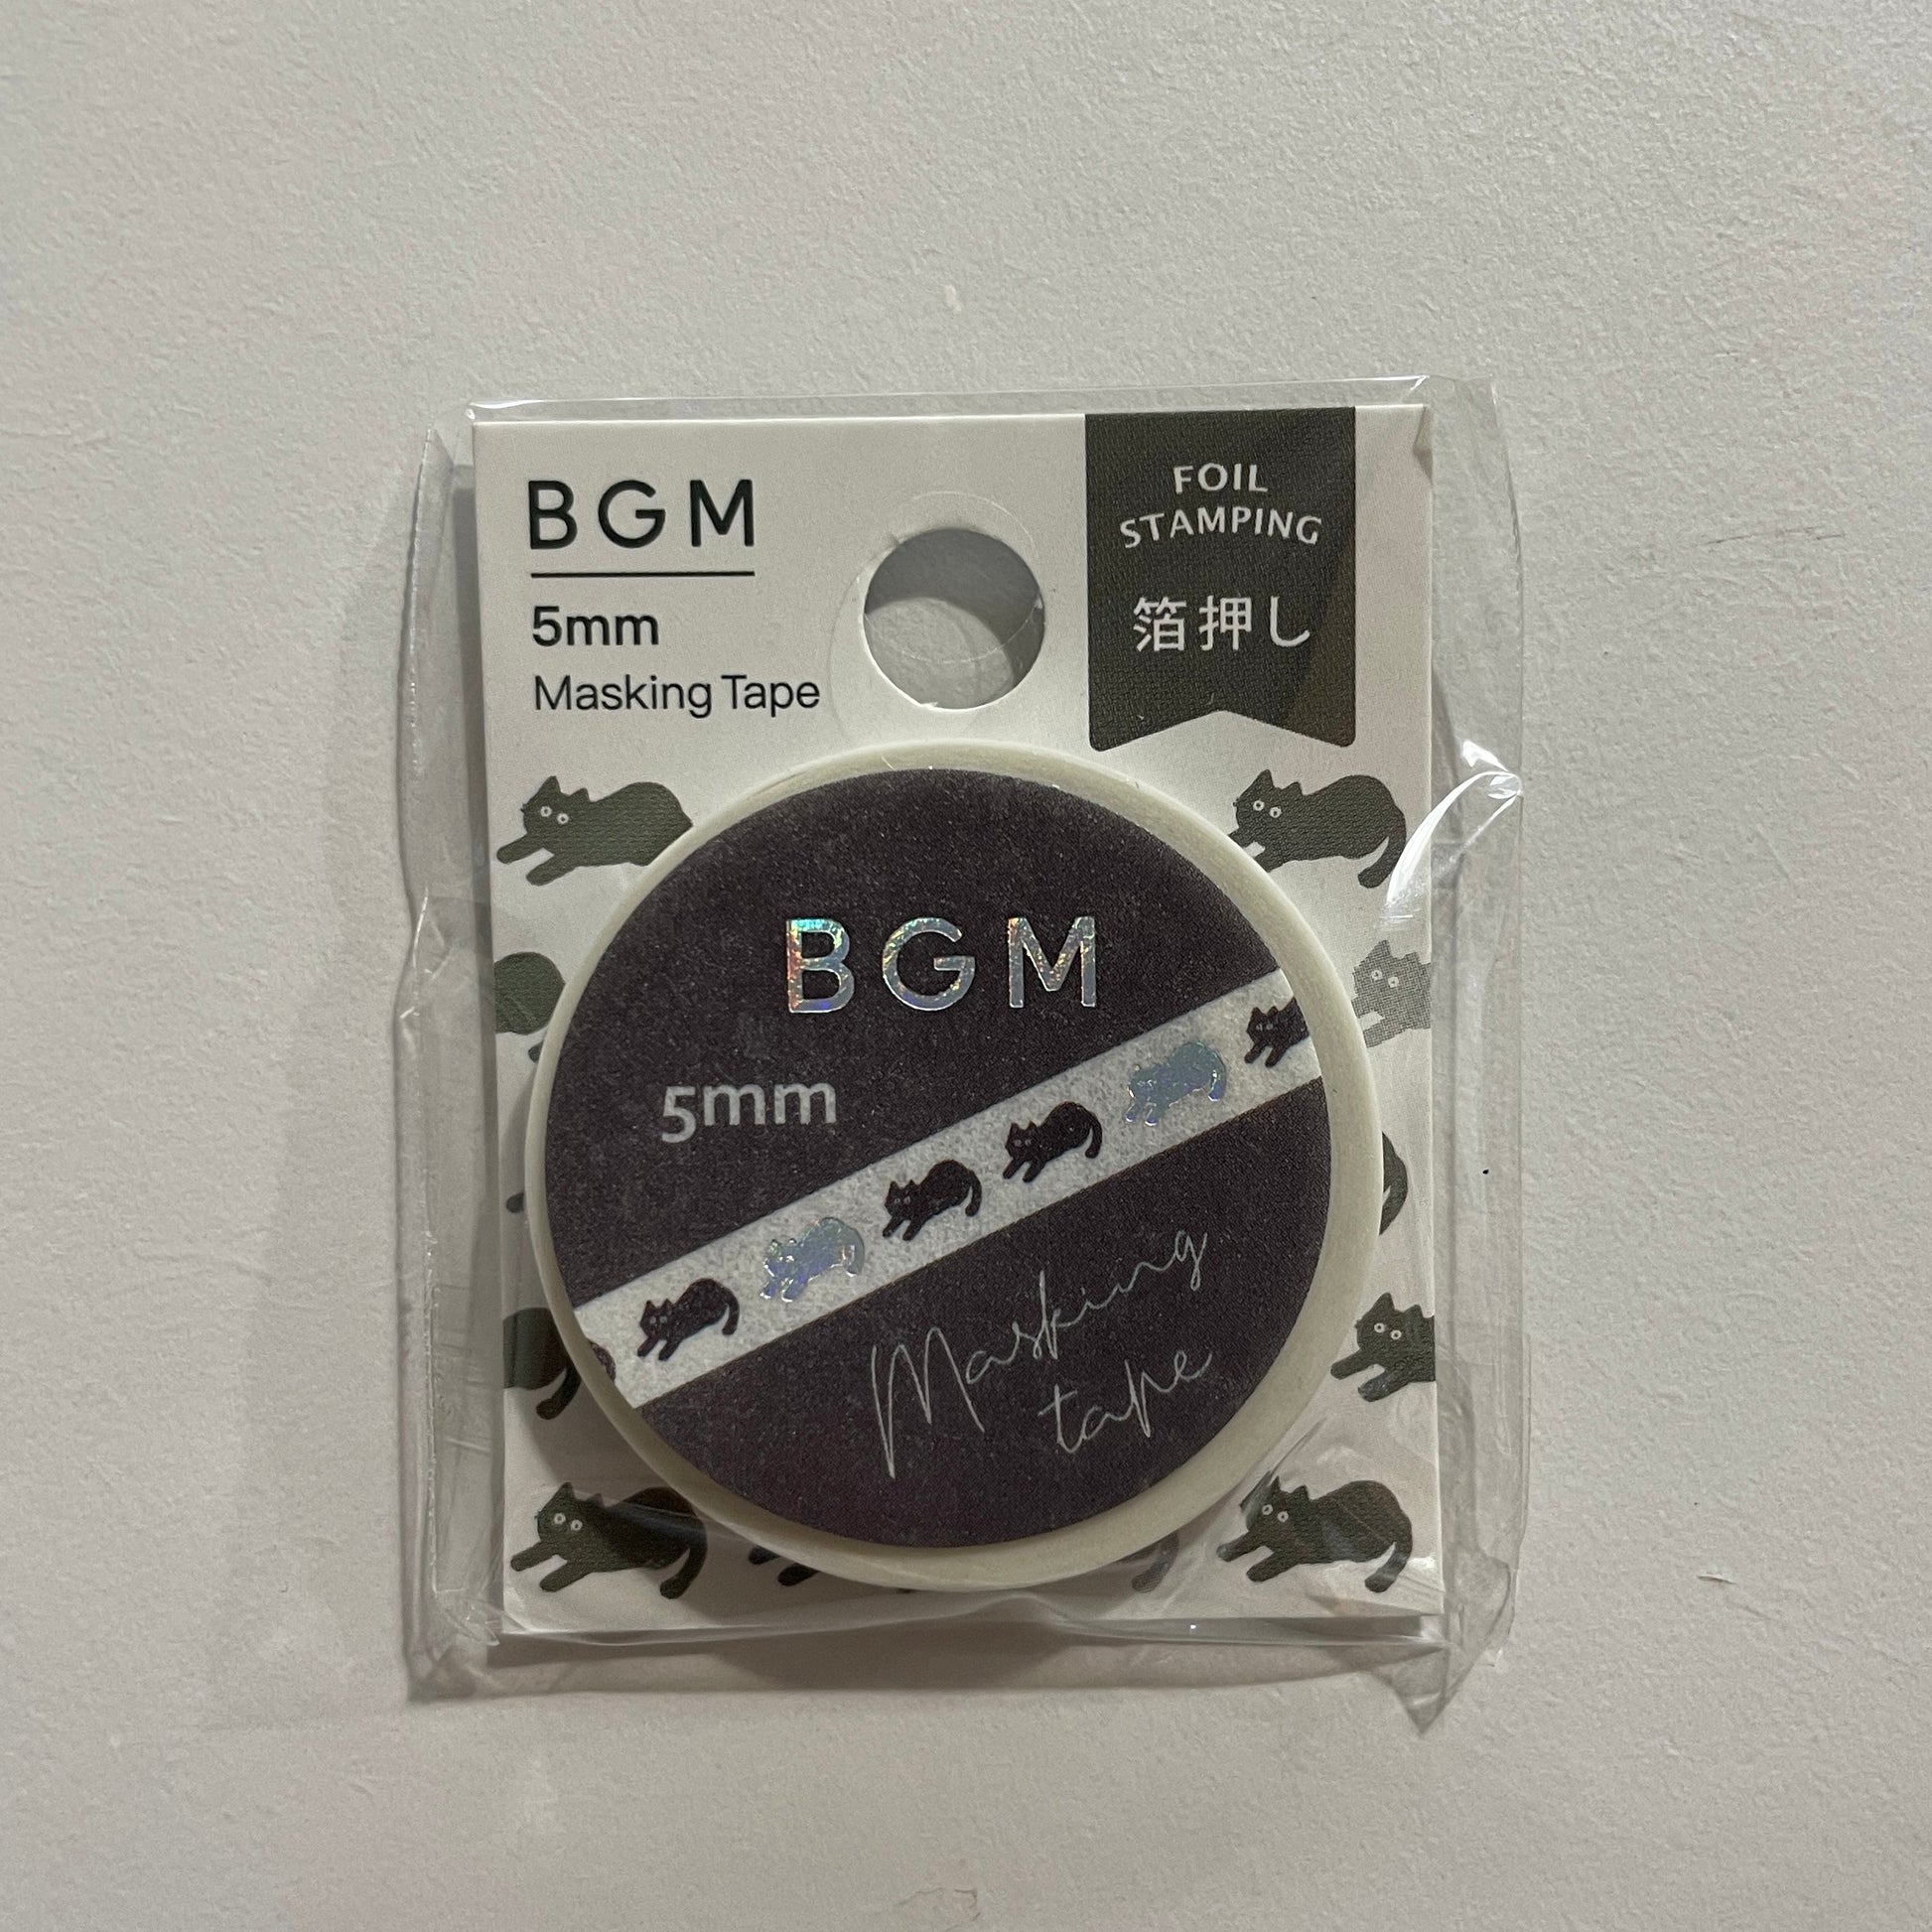 BGM
5mm
Masking Tape
FOIL
STAMPING
箔押し
BGM
5mm
Masking
tape